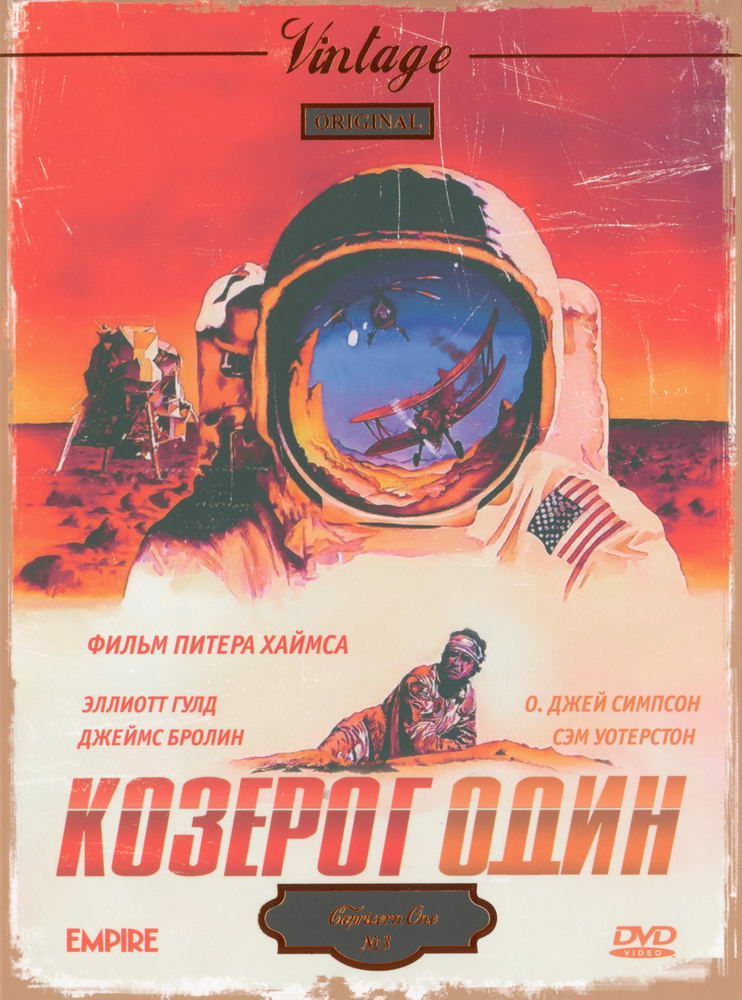 Vintage
ORIGINAL
ФИЛЬМ ПИТЕРА ХАЙМСА
ЭЛЛИОТТ ГУЛД
ДЖЕЙМС БРОЛИН
О. ДЖЕЙ СИМПСОН
СЭМ УОТЕРСТОН
КОЗЕРОГ ОДИН
Capricorn One
№ 3
EMPIRE
DVD
VIDEO